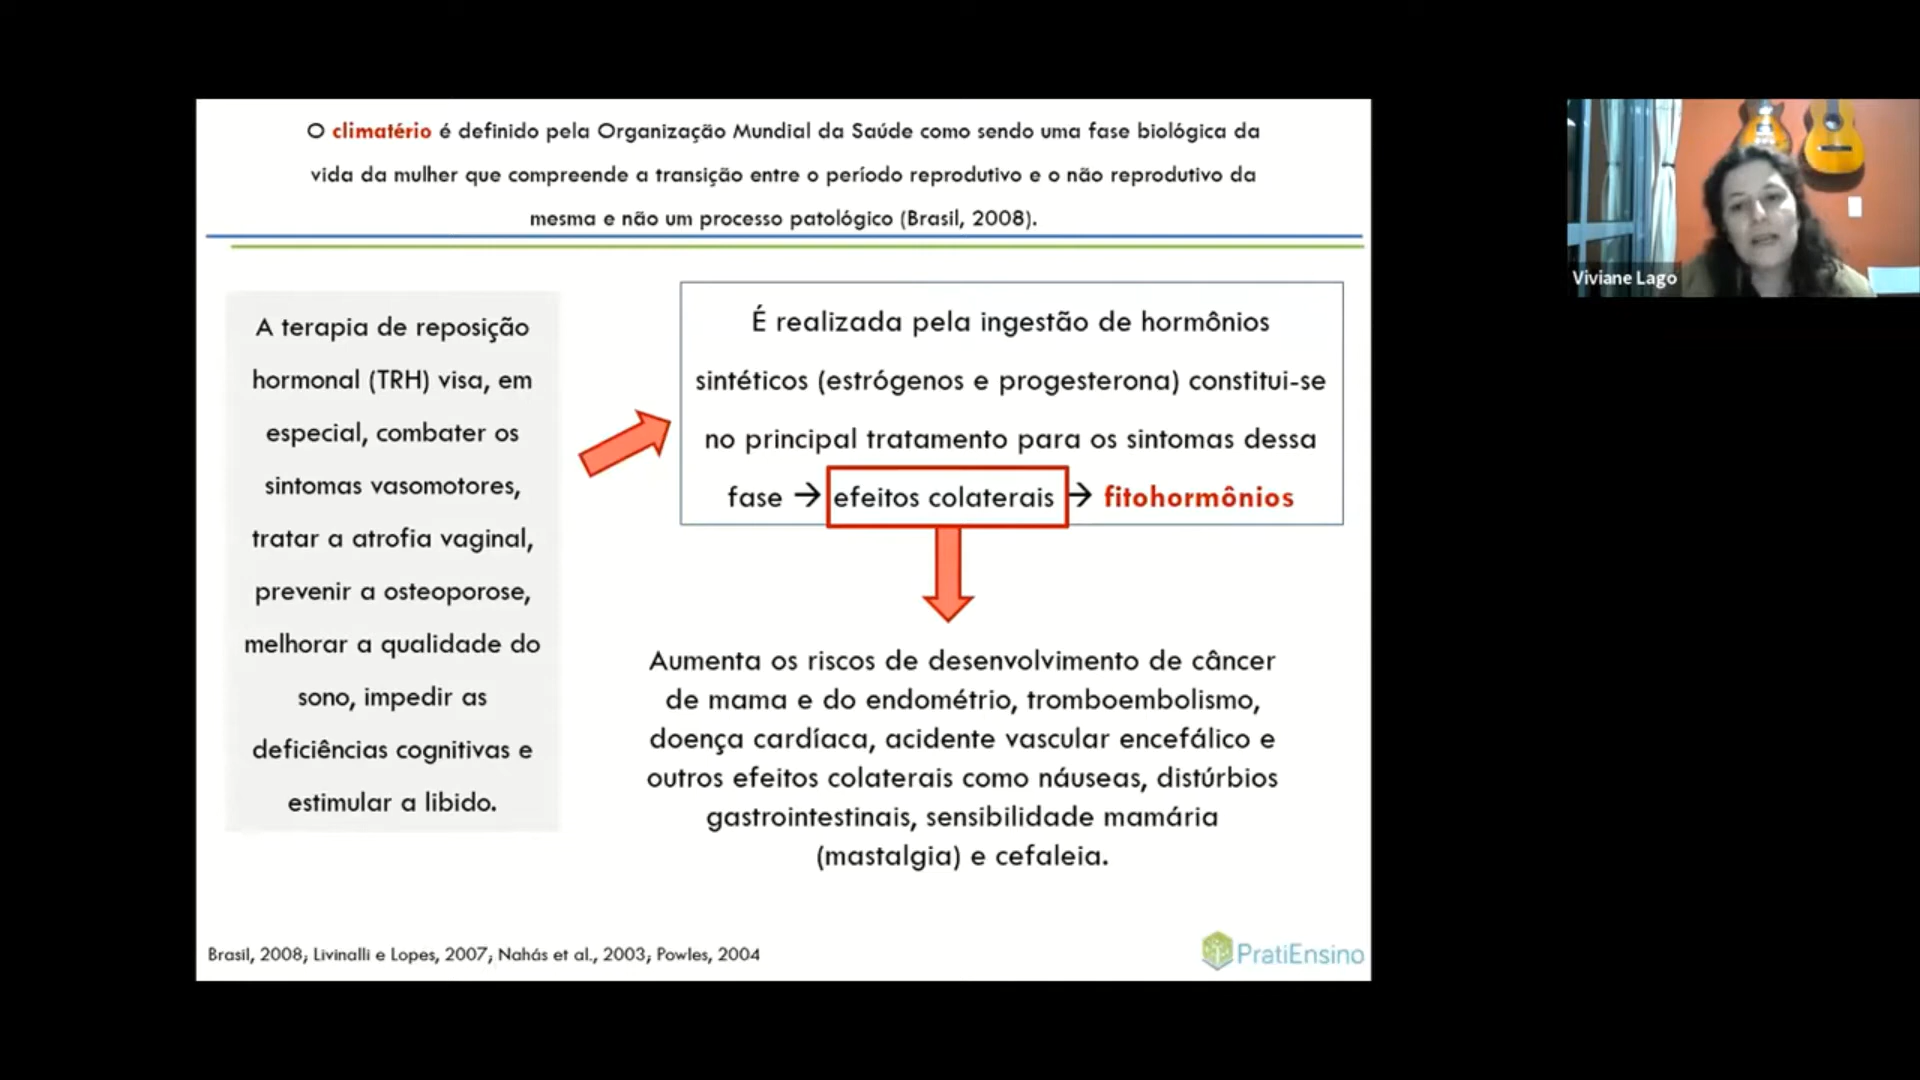 O climatério é definido pela Organização Mundial da Saúde como sendo uma fase biológica da
vida da mulher que compreende a transição entre o período reprodutivo e o não reprodutivo da
mesma e não um processo patológico (Brasil, 2008).
A terapia de reposição
hormonal (TRH) visa, em
especial, combater os
sintomas vasomotores,
tratar a atrofia vaginal,
prevenir a osteoporose,
melhorar a qualidade do
sono, impedir as
deficiências cognitivas e
estimular a libido.
É realizada pela ingestão de hormônios
sintéticos (estrógenos e progesterona) constitui-se
no principal tratamento para os sintomas dessa
fase → efeitos colaterais → fitohormônios
Aumenta os riscos de desenvolvimento de câncer
de mama e do endométrio, tromboembolismo,
doença cardíaca, acidente vascular encefálico e
outros efeitos colaterais como náuseas, distúrbios
gastrointestinais, sensibilidade mamária
(mastalgia) e cefaleia.
Brasil, 2008; Livinalli e Lopes, 2007; Nahás et al., 2003; Powles, 2004
PratiEnsino
Viviane Lago